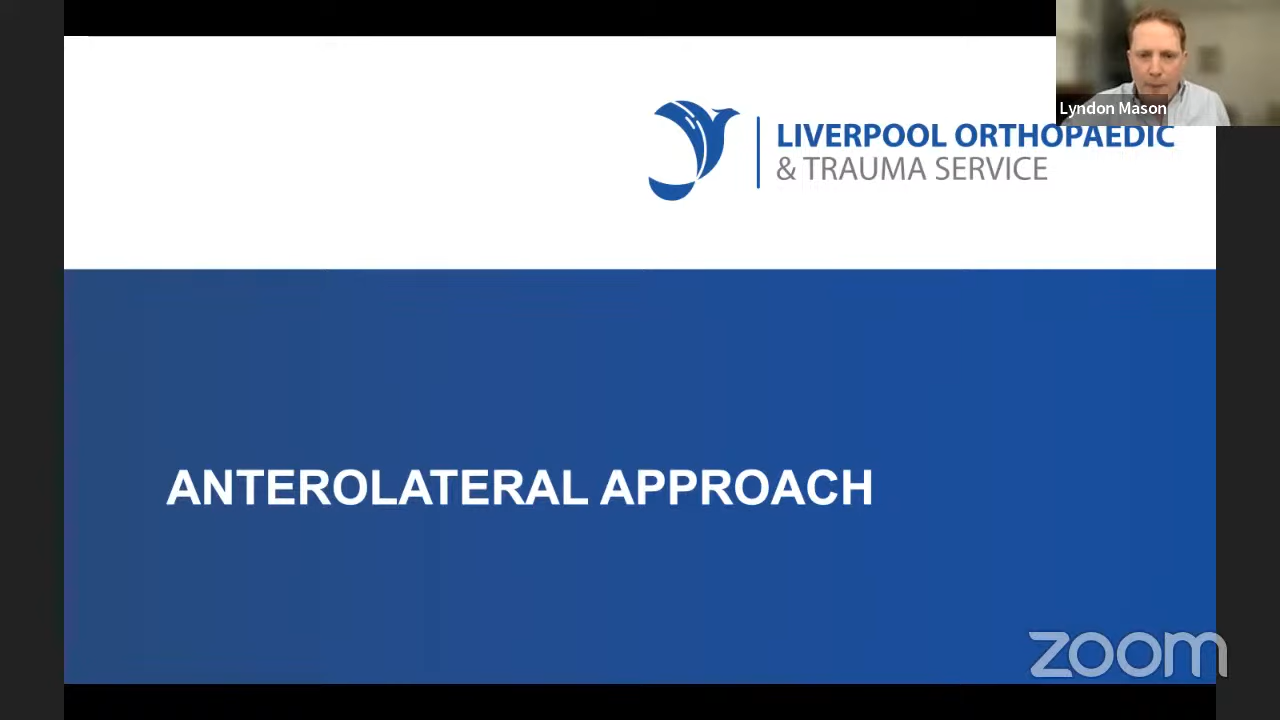 Lyndon Mason
LIVERPOOL ORTHOPAEDIC
& TRAUMA SERVICE
ANTEROLATERAL APPROACH
zoom